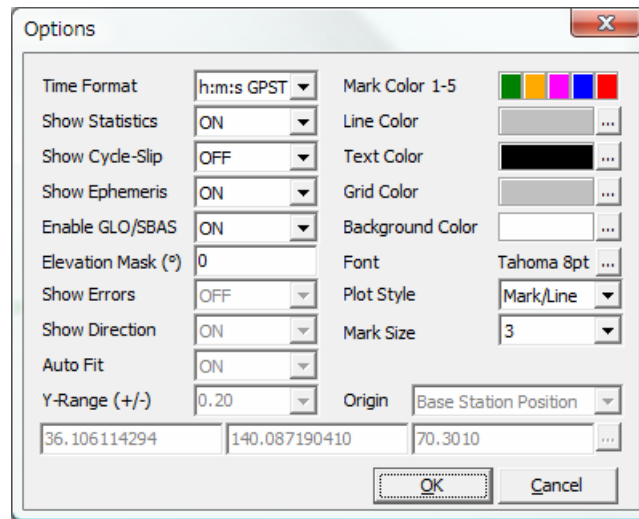 Options
Time Format h:m:s GPST Mark Color 1-5
Show Statistics ON Line Color ...
Show Cycle-Slip OFF Text Color ...
Show Ephemeris ON Grid Color ...
Enable GLO/SBAS ON Background Color ...
Elevation Mask (°) 0 Font Tahoma 8pt ...
Show Errors OFF Plot Style Mark/Line
Show Direction ON Mark Size 3
Auto Fit ON
Y-Range (+/-) 0.20 Origin Base Station Position
36.106114294 140.087190410 70.3010 ...
OK Cancel